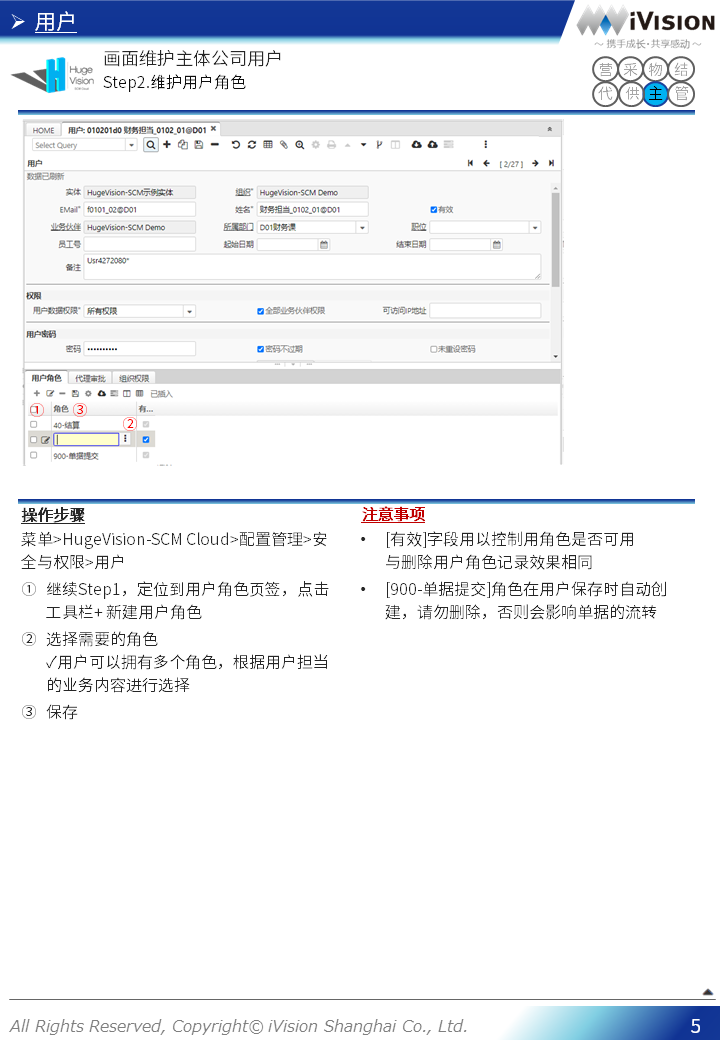 ➢ 用户
iVISION
～ 携手成长·共享感动 ～
Huge
Vision
画面维护主体公司用户
Step2.维护用户角色
营 采 物 结
代 供 主 管
HOME 用户: 010201d0 财务担当_0102_01@D01
Select Query
用户 [ 2/27 ]
数据已刷新
实体 HugeVision-SCM示例实体 组织* HugeVision-SCM Demo
EMail* f0101_02@D01 姓名* 财务担当_0102_01@D01 有效
业务伙伴 HugeVision-SCM Demo 所属部门 D01财务课 职位
员工号 起始日期 结束日期
备注 Usr4272080*
权限
用户数据权限* 所有权限 全部业务伙伴权限 可访问IP地址
用户密码
密码 •••••••••• 密码不过期 未重设密码
用户角色 代理审批 组织权限
已插入
① 角色 ③ 有...
40-结算 ②
900-单据提交
操作步骤
菜单>HugeVision-SCM Cloud>配置管理>安
全与权限>用户
① 继续Step1，定位到用户角色页签，点击
工具栏+ 新建用户角色
② 选择需要的角色
✓用户可以拥有多个角色，根据用户担当
的业务内容进行选择
③ 保存
注意事项
• [有效]字段用以控制用角色是否可用
与删除用户角色记录效果相同
• [900-单据提交]角色在用户保存时自动创
建，请勿删除，否则会影响单据的流转
All Rights Reserved, Copyright© iVision Shanghai Co., Ltd.
5